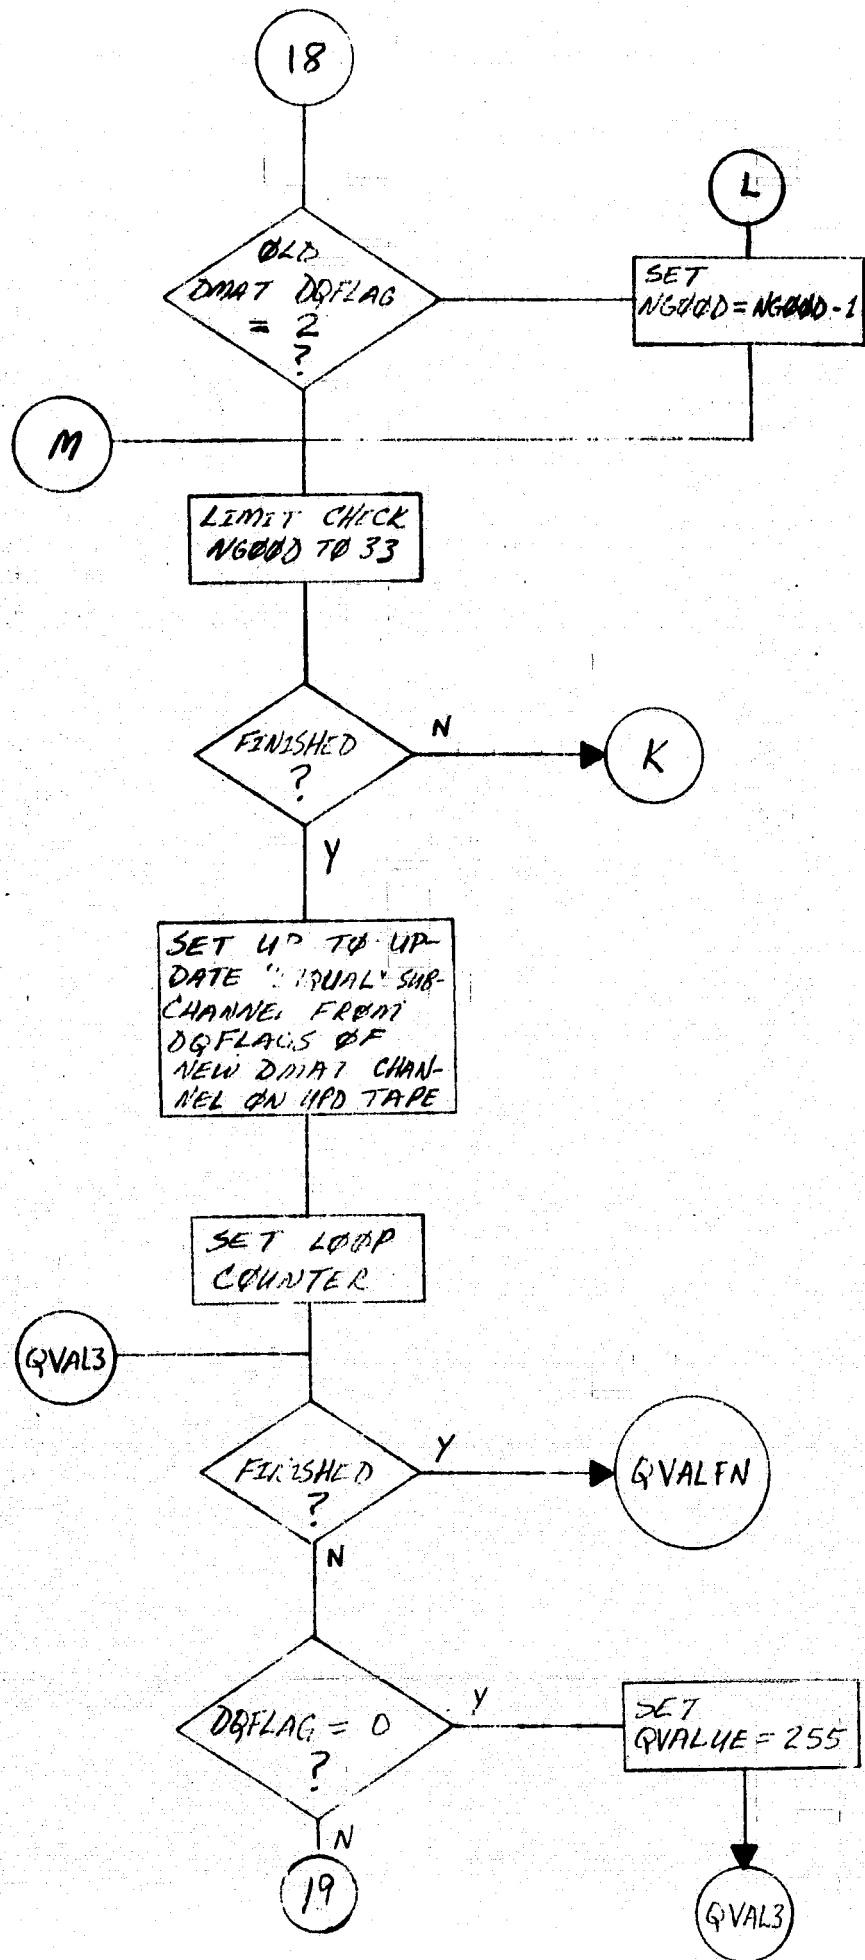 18
L
ØLD
DMAT DQFLAG
= 2
?
SET
NGØØD = NGØØD-1
M
LIMIT CHECK
NGØØD TØ 33
FINISHED
?
N
K
Y
SET UP TØ UP-
DATE SUB-
CHANNEL FRØM
DQFLAGS ØF
NEW DMAT CHAN-
NEL ØN UPD TAPE
SET LØØP
CØUNTER
QVAL3
FINISHED
?
Y
QVALFN
N
DQFLAG = 0
?
Y
SET
QVALUE = 255
N
19
QVAL3